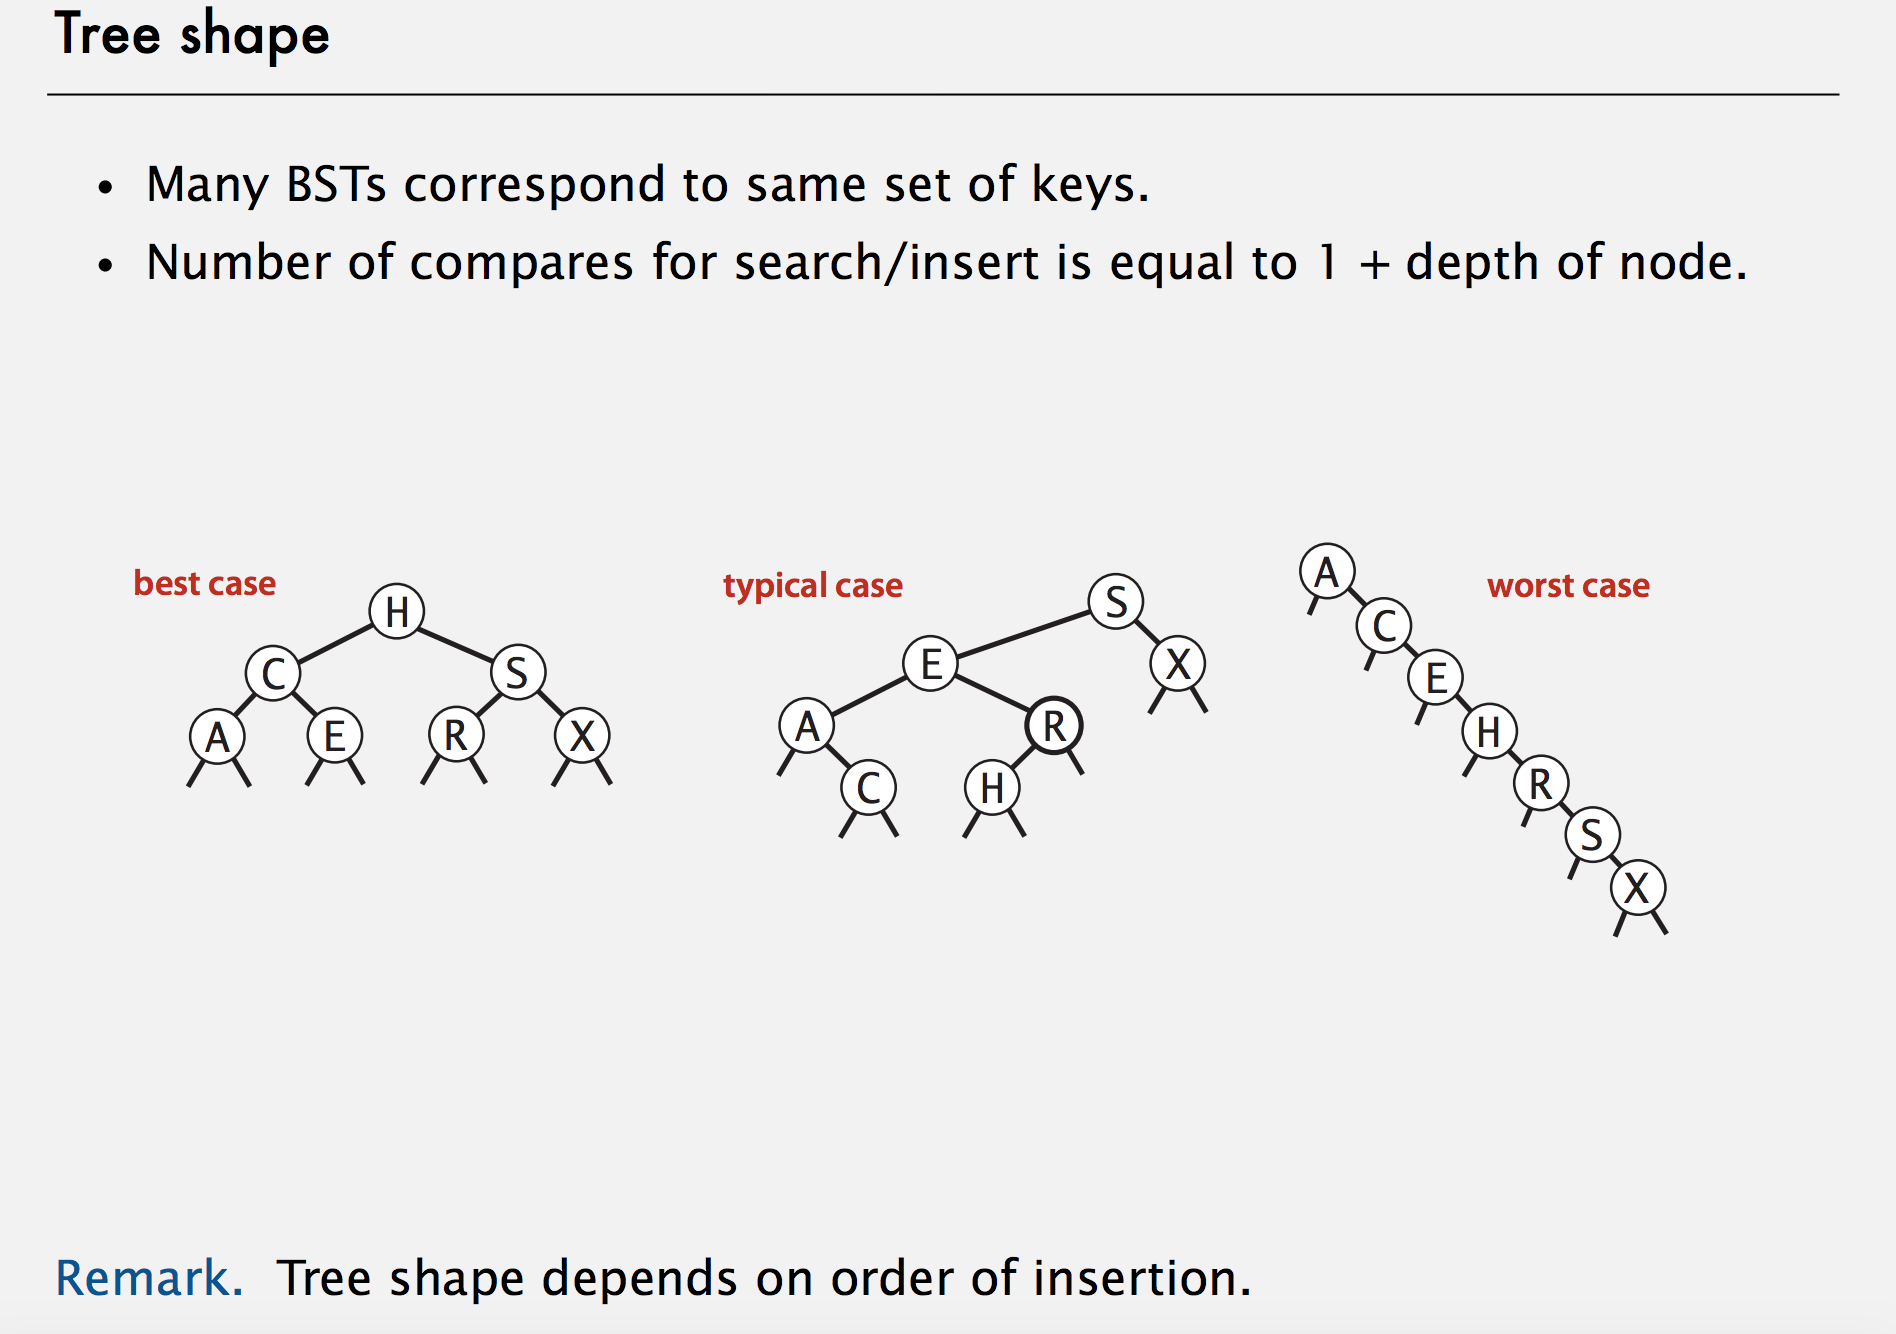 Tree shape
• Many BSTs correspond to same set of keys.
• Number of compares for search/insert is equal to 1 + depth of node.
best case
H
C S
A E R X
typical case
S
E X
A R
C H
worst case
A
C
E
H
R
S
X
Remark. Tree shape depends on order of insertion.